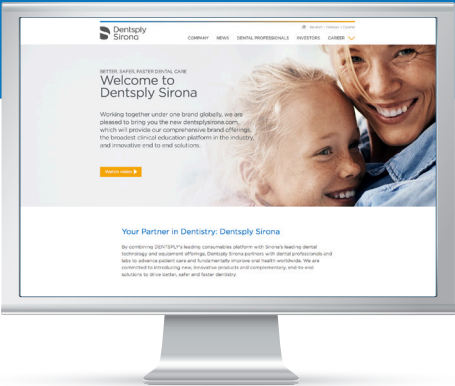 Dentsply
Sirona
Deutsch | Français | Español
COMPANY NEWS DENTAL PROFESSIONALS INVESTORS CAREER
BETTER, SAFER, FASTER DENTAL CARE
Welcome to
Dentsply Sirona
Working together under one brand globally, we are
pleased to bring you the new dentsplysirona.com,
which will provide our comprehensive brand offerings,
the broadest clinical education platform in the industry,
and innovative end to end solutions.
Watch video
Your Partner in Dentistry: Dentsply Sirona
By combining DENTSPLY's leading consumables platform with Sirona's leading dental
technology and equipment offerings, Dentsply Sirona partners with dental professionals and
labs to advance patient care and fundamentally improve oral health worldwide. We are
committed to introducing new, innovative products and complementary, end-to-end
solutions to drive better, safer and faster dentistry